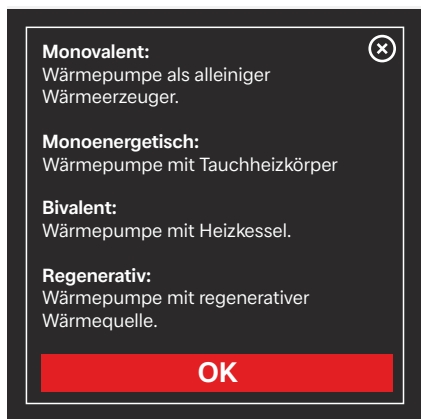 Monovalent:
Wärmepumpe als alleiniger
Wärmeerzeuger.
Monoenergetisch:
Wärmepumpe mit Tauchheizkörper
Bivalent:
Wärmepumpe mit Heizkessel.
Regenerativ:
Wärmepumpe mit regenerativer
Wärmequelle.
OK